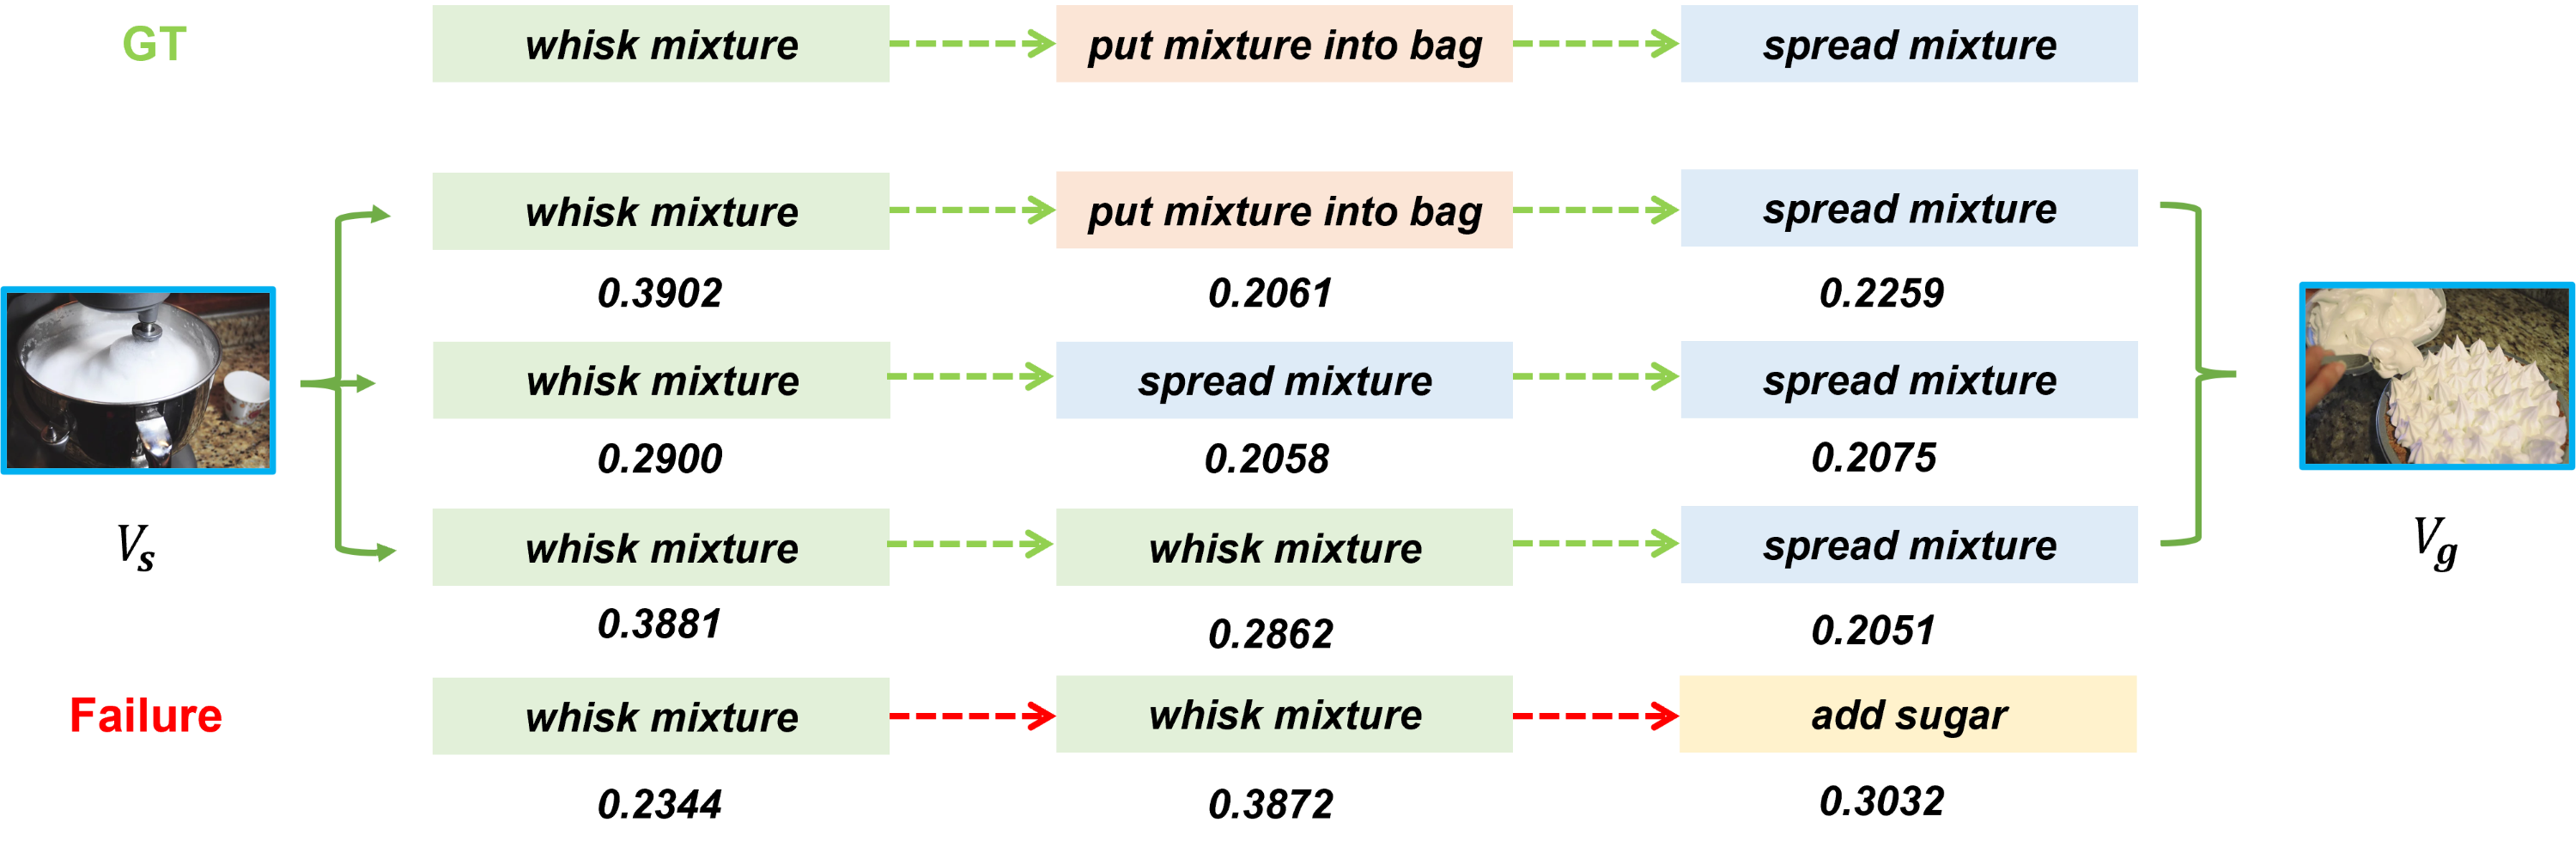 GT whisk mixture put mixture into bag spread mixture
whisk mixture put mixture into bag spread mixture
0.3902 0.2061 0.2259
whisk mixture spread mixture spread mixture
0.2900 0.2058 0.2075
Vs whisk mixture whisk mixture spread mixture Vg
0.3881 0.2862 0.2051
Failure whisk mixture whisk mixture add sugar
0.2344 0.3872 0.3032